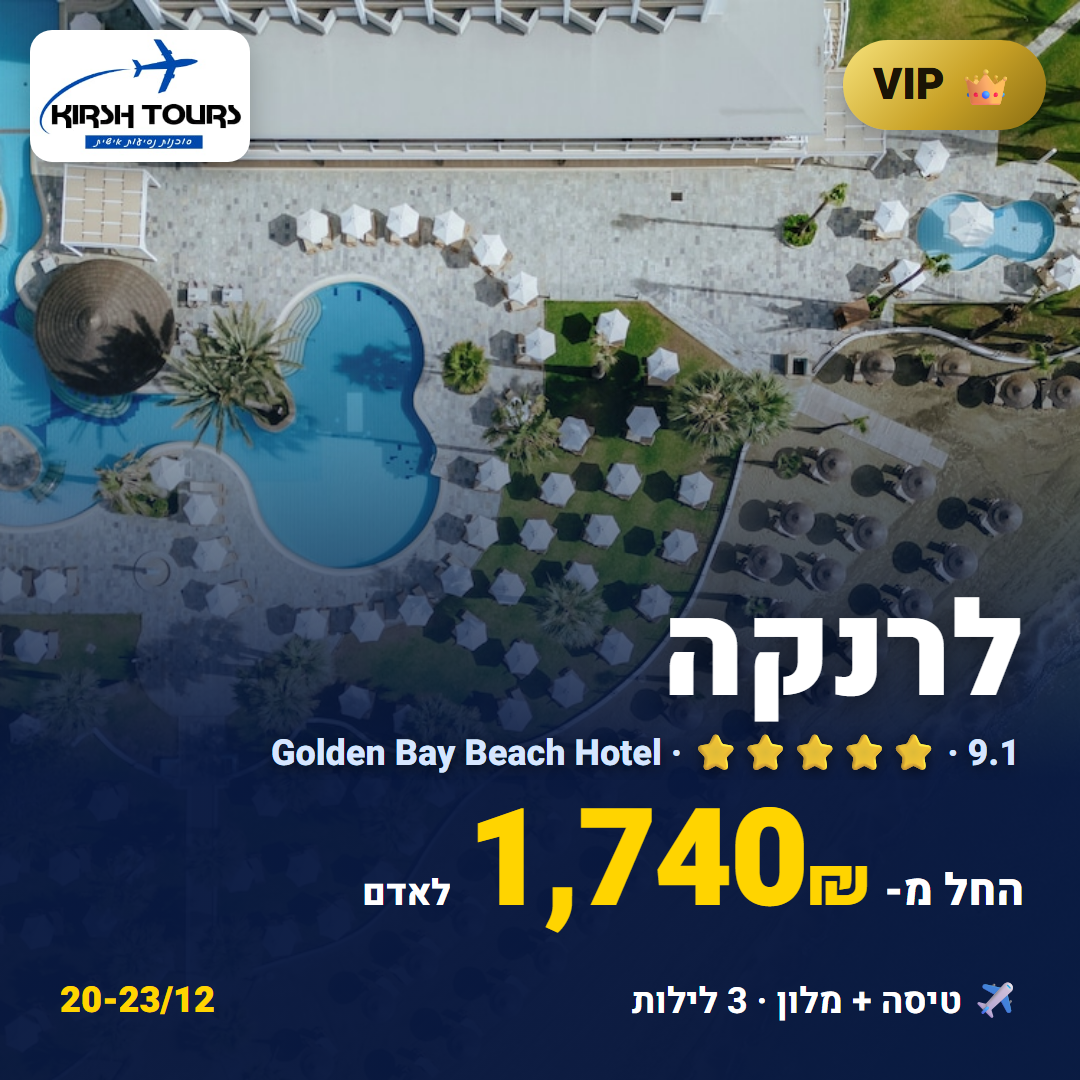 KIRSH TOURS
סוכנות נסיעות אישית
VIP
לרנקה
Golden Bay Beach Hotel · ⭐⭐⭐⭐⭐ · 9.1
החל מ- ₪1,740 לאדם
✈️ טיסה + מלון · 3 לילות
20-23/12